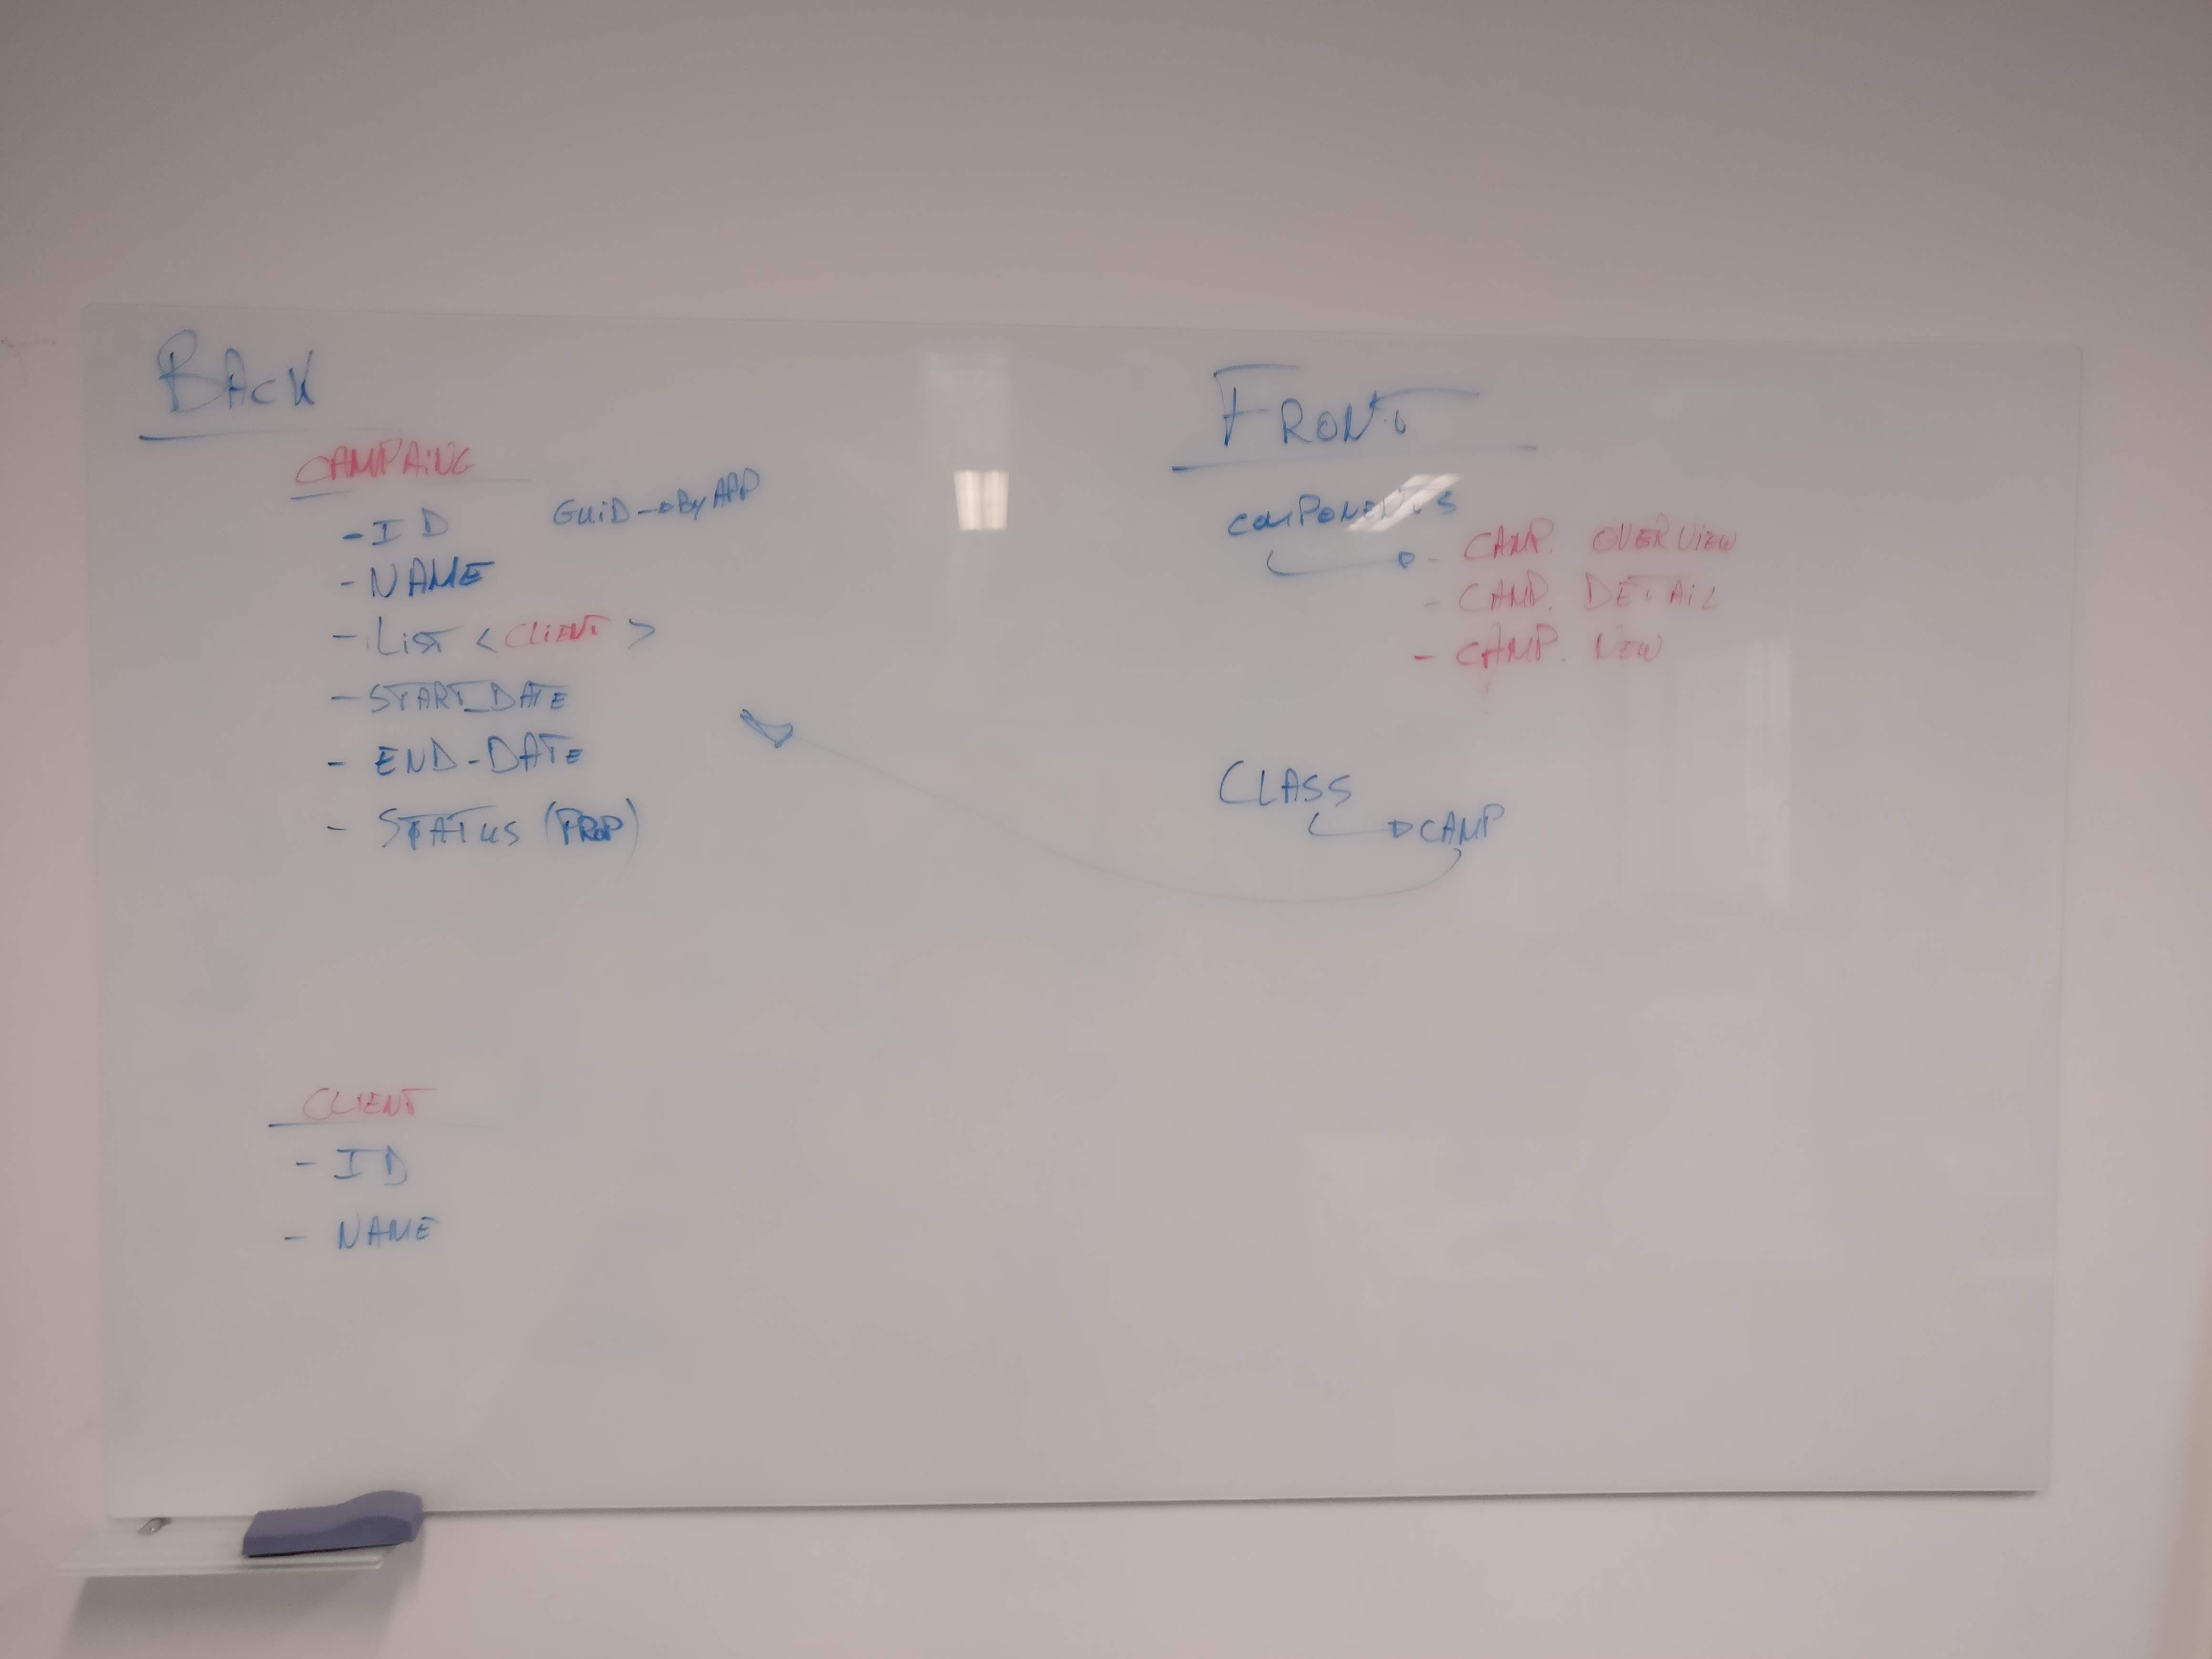 BACK
CAMPAING
- ID GUID → By APP
- NAME
- LIST < CLIENT >
- START_DATE
- END-DATE
- STATUS (PROP)
CLIENT
- ID
- NAME
FRONT
COMPONENTS
- CAMP. OVERVIEW
- CAMP. DETAIL
- CAMP. NEW
CLASS
CAMP